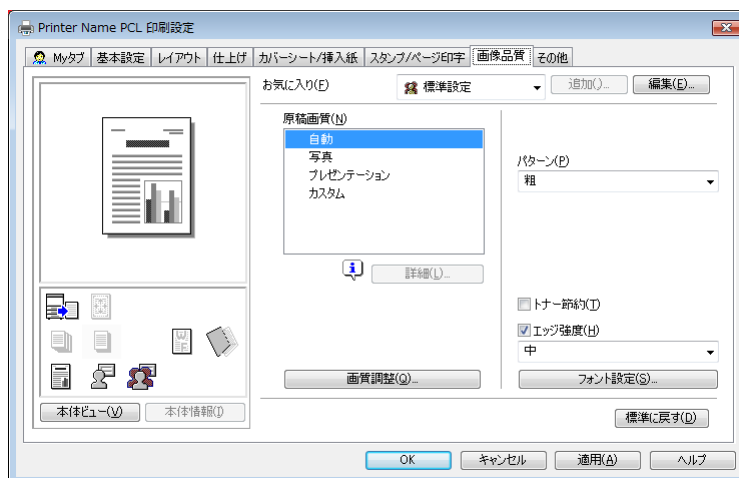 Printer Name PCL 印刷設定
Myタブ 基本設定 レイアウト 仕上げ カバーシート/挿入紙 スタンプ/ページ印字 画像品質 その他
お気に入り(F) 標準設定 追加()... 編集(E)...
原稿画質(N)
自動
写真
プレゼンテーション
カスタム
詳細(L)...
画質調整(Q)...
パターン(P)
粗
トナー節約(T)
エッジ強度(H)
中
フォント設定(S)...
W
E
F
本体ビュー(V) 本体情報(I)
標準に戻す(D)
OK キャンセル 適用(A) ヘルプ